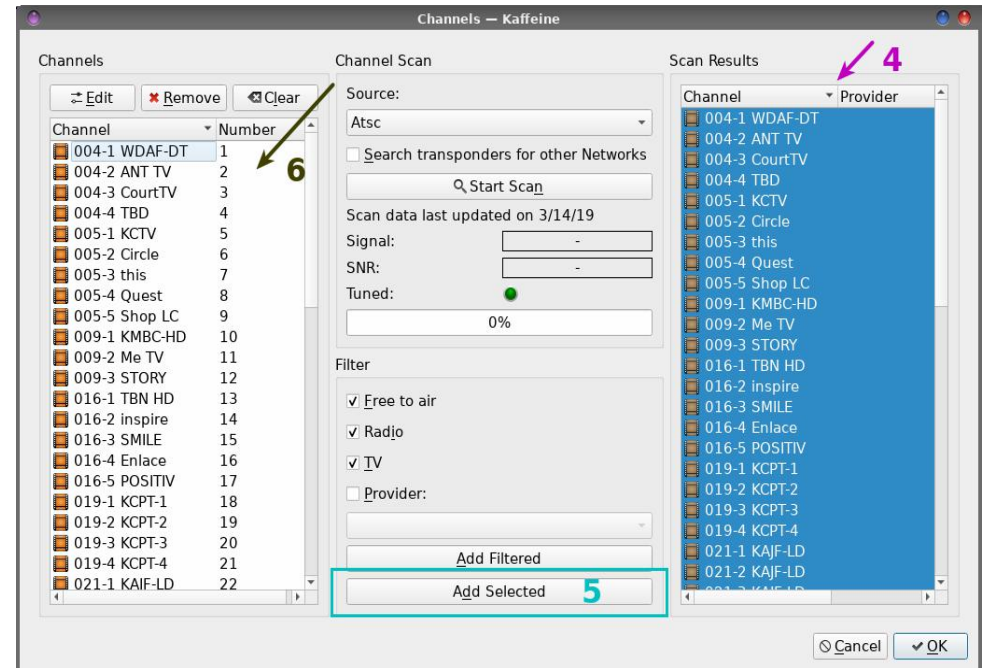 Channels — Kaffeine
Channels
Edit
Remove
Clear
Channel Number
004-1 WDAF-DT 1
004-2 ANT TV 2
004-3 CourtTV 3
004-4 TBD 4
005-1 KCTV 5
005-2 Circle 6
005-3 this 7
005-4 Quest 8
005-5 Shop LC 9
009-1 KMBC-HD 10
009-2 Me TV 11
009-3 STORY 12
016-1 TBN HD 13
016-2 inspire 14
016-3 SMILE 15
016-4 Enlace 16
016-5 POSITIV 17
019-1 KCPT-1 18
019-2 KCPT-2 19
019-3 KCPT-3 20
019-4 KCPT-4 21
021-1 KAJF-LD 22
6
Channel Scan
Source:
Atsc
Search transponders for other Networks
Start Scan
Scan data last updated on 3/14/19
Signal: -
SNR: -
Tuned:
0%
Filter
Free to air
Radio
TV
Provider:
Add Filtered
Add Selected 5
Scan Results
4
Channel Provider
004-1 WDAF-DT
004-2 ANT TV
004-3 CourtTV
004-4 TBD
005-1 KCTV
005-2 Circle
005-3 this
005-4 Quest
005-5 Shop LC
009-1 KMBC-HD
009-2 Me TV
009-3 STORY
016-1 TBN HD
016-2 inspire
016-3 SMILE
016-4 Enlace
016-5 POSITIV
019-1 KCPT-1
019-2 KCPT-2
019-3 KCPT-3
019-4 KCPT-4
021-1 KAJF-LD
021-2 KAJF-LD
Cancel
OK